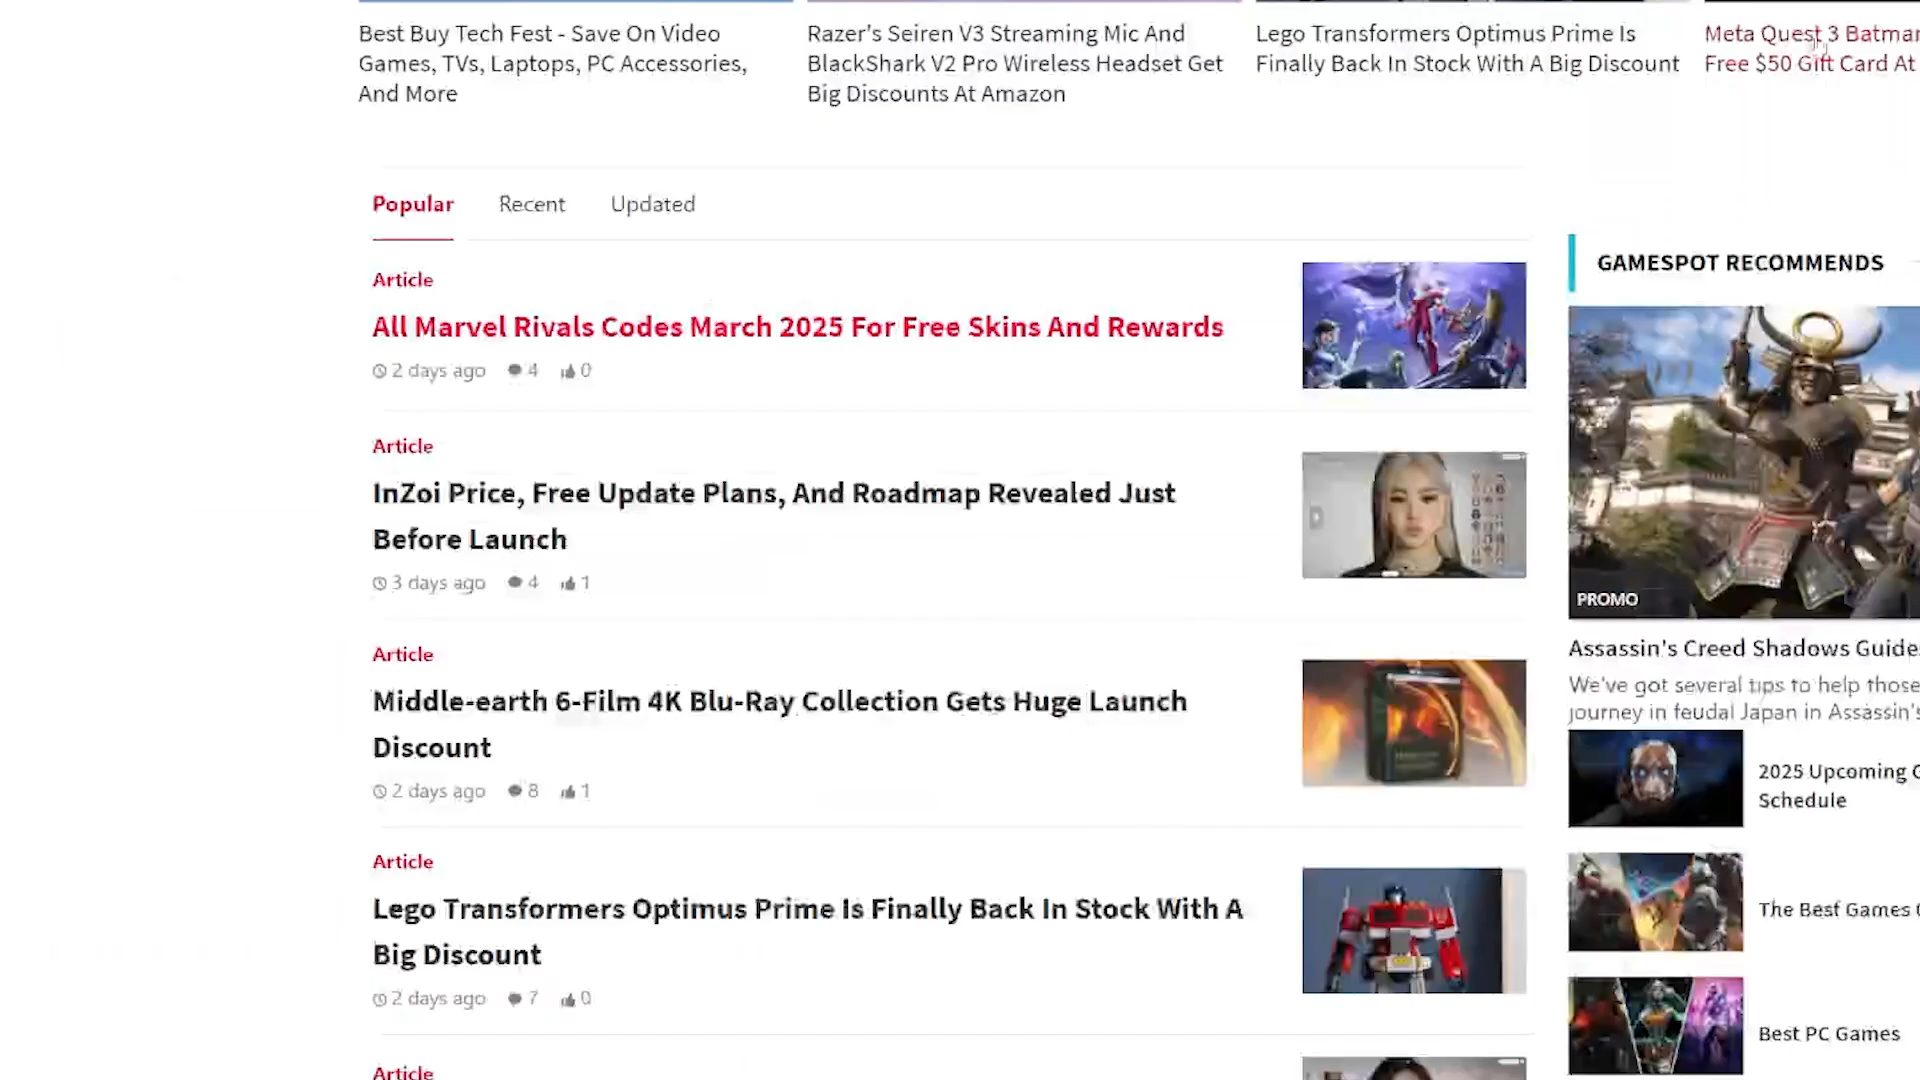 Best Buy Tech Fest - Save On Video
Games, TVs, Laptops, PC Accessories,
And More
Razer's Seiren V3 Streaming Mic And
BlackShark V2 Pro Wireless Headset Get
Big Discounts At Amazon
Lego Transformers Optimus Prime Is
Finally Back In Stock With A Big Discount
Meta Quest 3 Batman
Free $50 Gift Card At
Popular
Recent
Updated
Article
All Marvel Rivals Codes March 2025 For Free Skins And Rewards
2 days ago 4 0
Article
InZoi Price, Free Update Plans, And Roadmap Revealed Just
Before Launch
3 days ago 4 1
Article
Middle-earth 6-Film 4K Blu-Ray Collection Gets Huge Launch
Discount
2 days ago 8 1
Article
Lego Transformers Optimus Prime Is Finally Back In Stock With A
Big Discount
2 days ago 7 0
Article
GAMESPOT RECOMMENDS
PROMO
Assassin's Creed Shadows Guide
We've got several tips to help those
journey in feudal Japan in Assassin's
2025 Upcoming
Schedule
The Best Games
Best PC Games